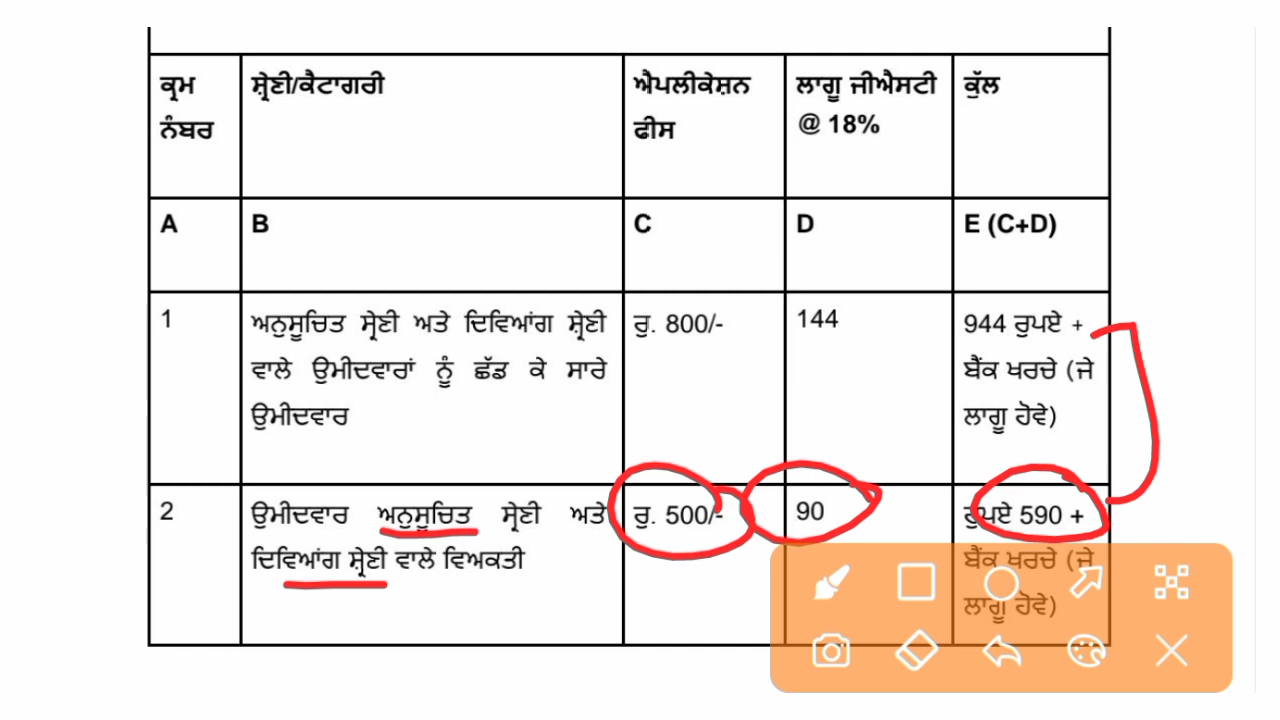 ਕ੍ਰਮ ਸ਼੍ਰੇਣੀ/ਕੈਟਾਗਰੀ ਐਪਲੀਕੇਸ਼ਨ ਲਾਗੂ ਜੀਐਸਟੀ ਕੁੱਲ
ਨੰਬਰ ਫੀਸ @ 18%
A B C D E (C+D)
1 ਅਨੁਸੂਚਿਤ ਸ੍ਰੇਣੀ ਅਤੇ ਦਿਵਿਆਂਗ ਸ਼੍ਰੇਣੀ ਰੁ. 800/- 144 944 ਰੁਪਏ +
ਵਾਲੇ ਉਮੀਦਵਾਰਾਂ ਨੂੰ ਛੱਡ ਕੇ ਸਾਰੇ ਬੈਂਕ ਖਰਚੇ (ਜੇ
ਉਮੀਦਵਾਰ ਲਾਗੂ ਹੋਵੇ)
2 ਉਮੀਦਵਾਰ ਅਨੁਸੂਚਿਤ ਸ੍ਰੇਣੀ ਅਤੇ ਰੁ. 500/- 90 ਰੁਪਏ 590 +
ਦਿਵਿਆਂਗ ਸ਼੍ਰੇਣੀ ਵਾਲੇ ਵਿਅਕਤੀ ਬੈਂਕ ਖਰਚੇ (ਜੇ
ਲਾਗੂ ਹੋਵੇ)